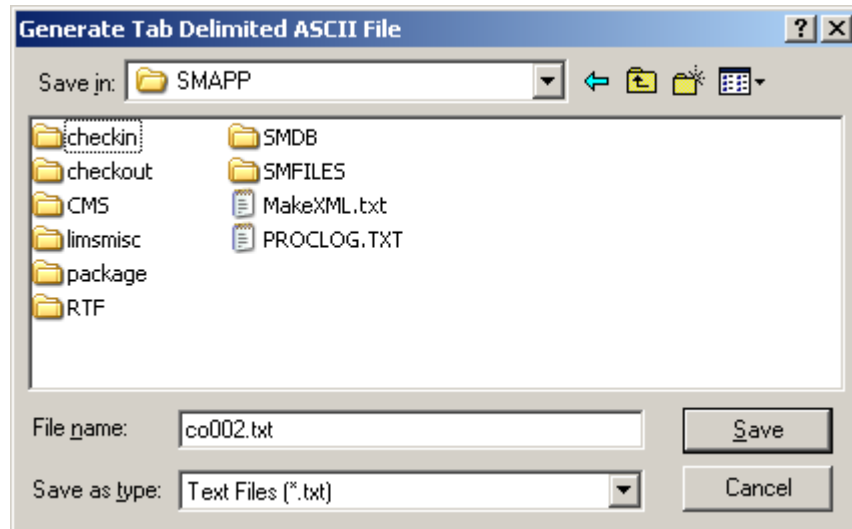 Generate Tab Delimited ASCII File
Save in: SMAPP
checkin
checkout
CMS
limsmisc
package
RTF
SMDB
SMFILES
MakeXML.txt
PROCLOG.TXT
File name: co002.txt Save
Save as type: Text Files (*.txt) Cancel